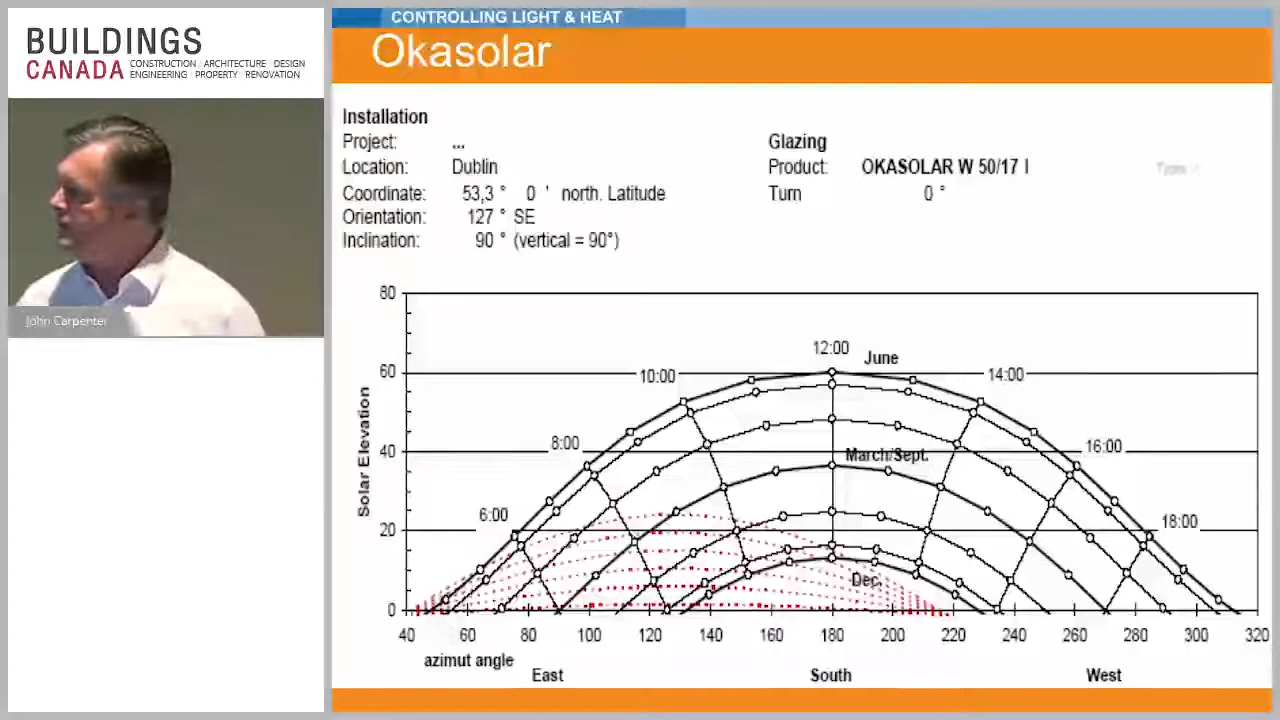 CONTROLLING LIGHT & HEAT
BUILDINGS
CANADA CONSTRUCTION ARCHITECTURE DESIGN
ENGINEERING PROPERTY RENOVATION
Okasolar
John Carpenter
Installation
Project: ...
Location: Dublin
Coordinate: 53,3 ° 0 ' north. Latitude
Orientation: 127 ° SE
Inclination: 90 ° (vertical = 90°)
Glazing
Product: OKASOLAR W 50/17 I
Turn 0 °
Solar Elevation
80
60
40
20
0
6:00
8:00
10:00
12:00
14:00
16:00
18:00
June
March/Sept.
Dec.
40 60 80 100 120 140 160 180 200 220 240 260 280 300 320
azimut angle
East South West